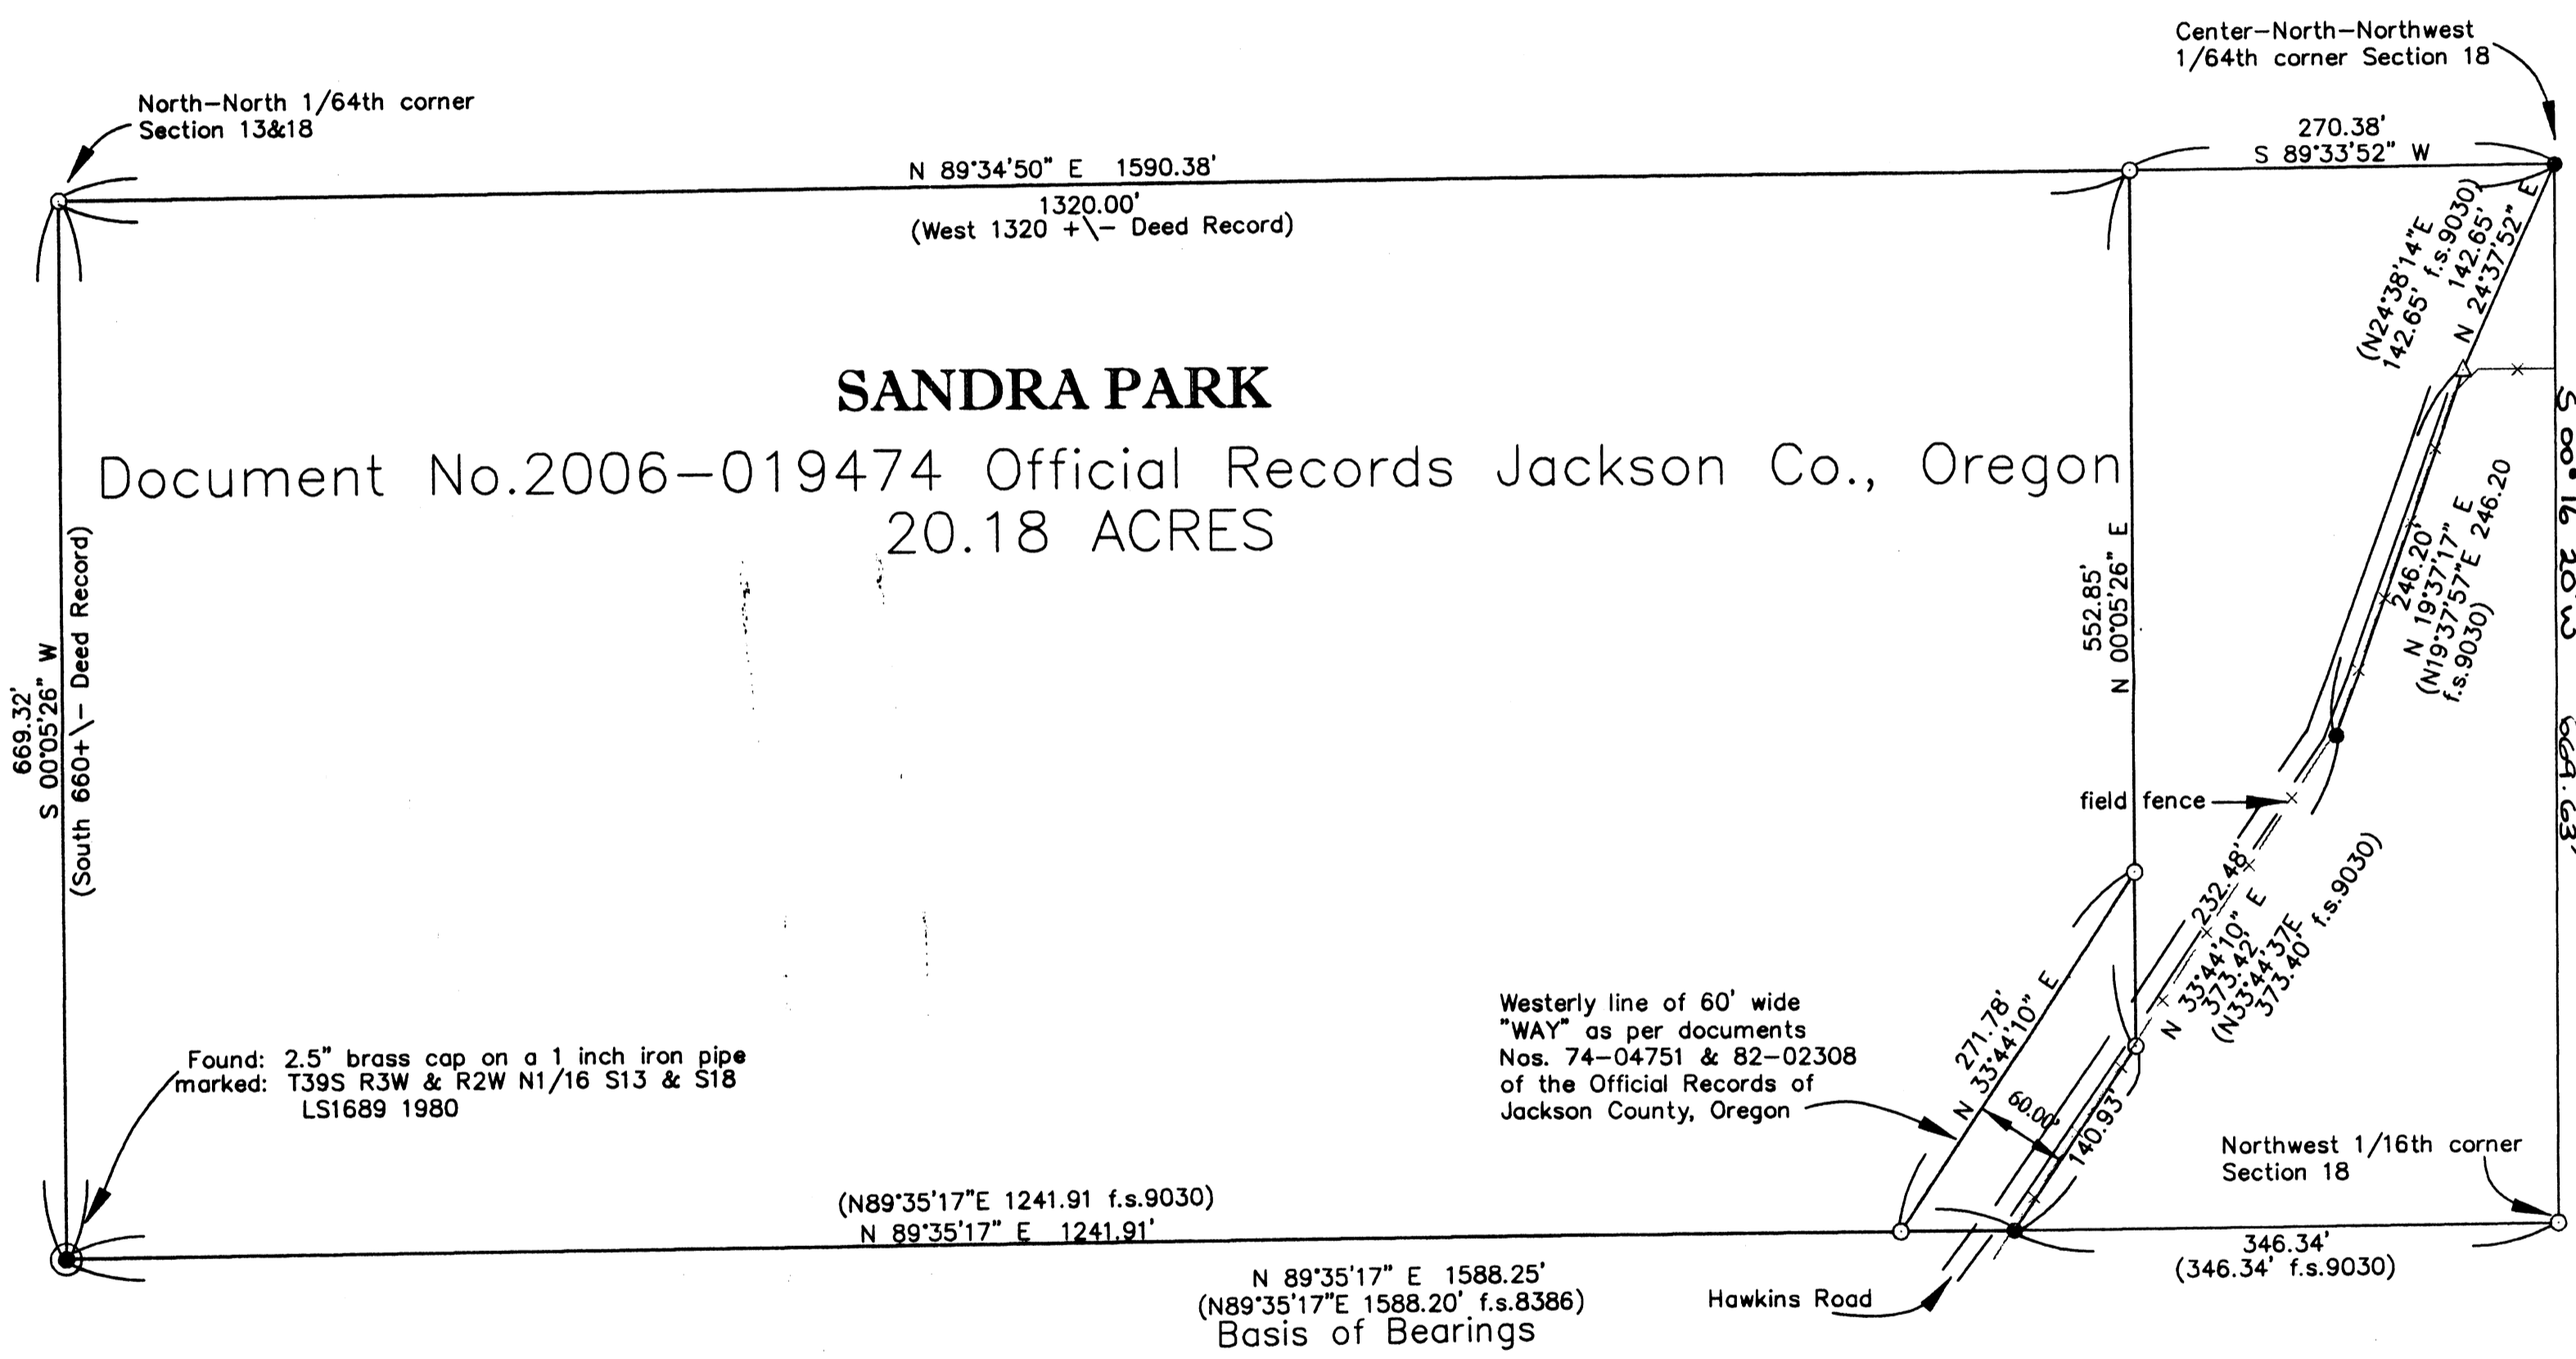 Center-North-Northwest
1/64th corner Section 18
North-North 1/64th corner
Section 13&18
270.38'
S 89°33'52" W
N 89°34'50" E 1590.38'
1320.00'
(West 1320 +\- Deed Record)
(N24°38'14"E
142.65' f.s.9030)
142.65'
N 24°37'52" E
SANDRA PARK
Document No.2006-019474 Official Records Jackson Co., Oregon
20.18 ACRES
669.32'
S 00°05'26" W
(South 660+\- Deed Record)
552.85'
N 00°05'26" E
246.20'
N 19°37'17" E
(N19°37'57"E 246.20
f.s.9030)
S 00°16'20"W 669.63'
field fence
232.48'
N 33°44'10" E
373.42'
(N33°44'37E
373.40' f.s.9030)
271.78'
N 33°44'10" E
60.00'
140.93'
Westerly line of 60' wide
"WAY" as per documents
Nos. 74-04751 & 82-02308
of the Official Records of
Jackson County, Oregon
Found: 2.5" brass cap on a 1 inch iron pipe
marked: T39S R3W & R2W N1/16 S13 & S18
LS1689 1980
Northwest 1/16th corner
Section 18
(N89°35'17"E 1241.91 f.s.9030)
N 89°35'17" E 1241.91'
346.34'
(346.34' f.s.9030)
N 89°35'17" E 1588.25'
(N89°35'17"E 1588.20' f.s.8386)
Basis of Bearings
Hawkins Road